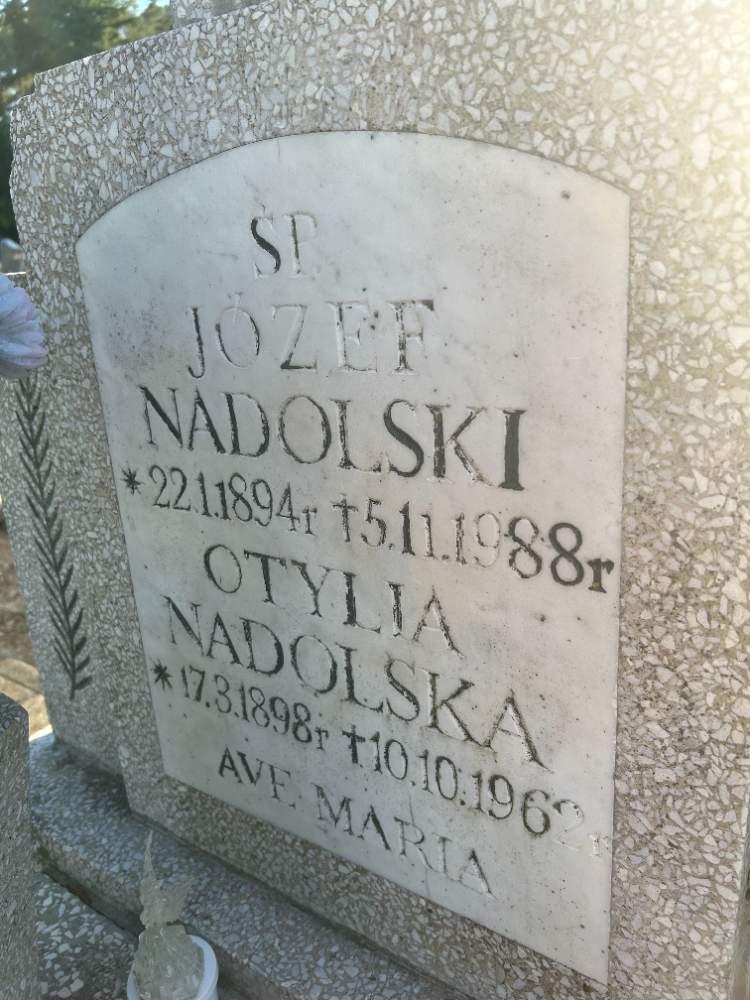 ŚP.
JÓZEF
NADOLSKI
* 22.1.1894r †5.11.1988r
OTYLIA
NADOLSKA
* 17.3.1898r †10.10.1962r
AVE MARIA